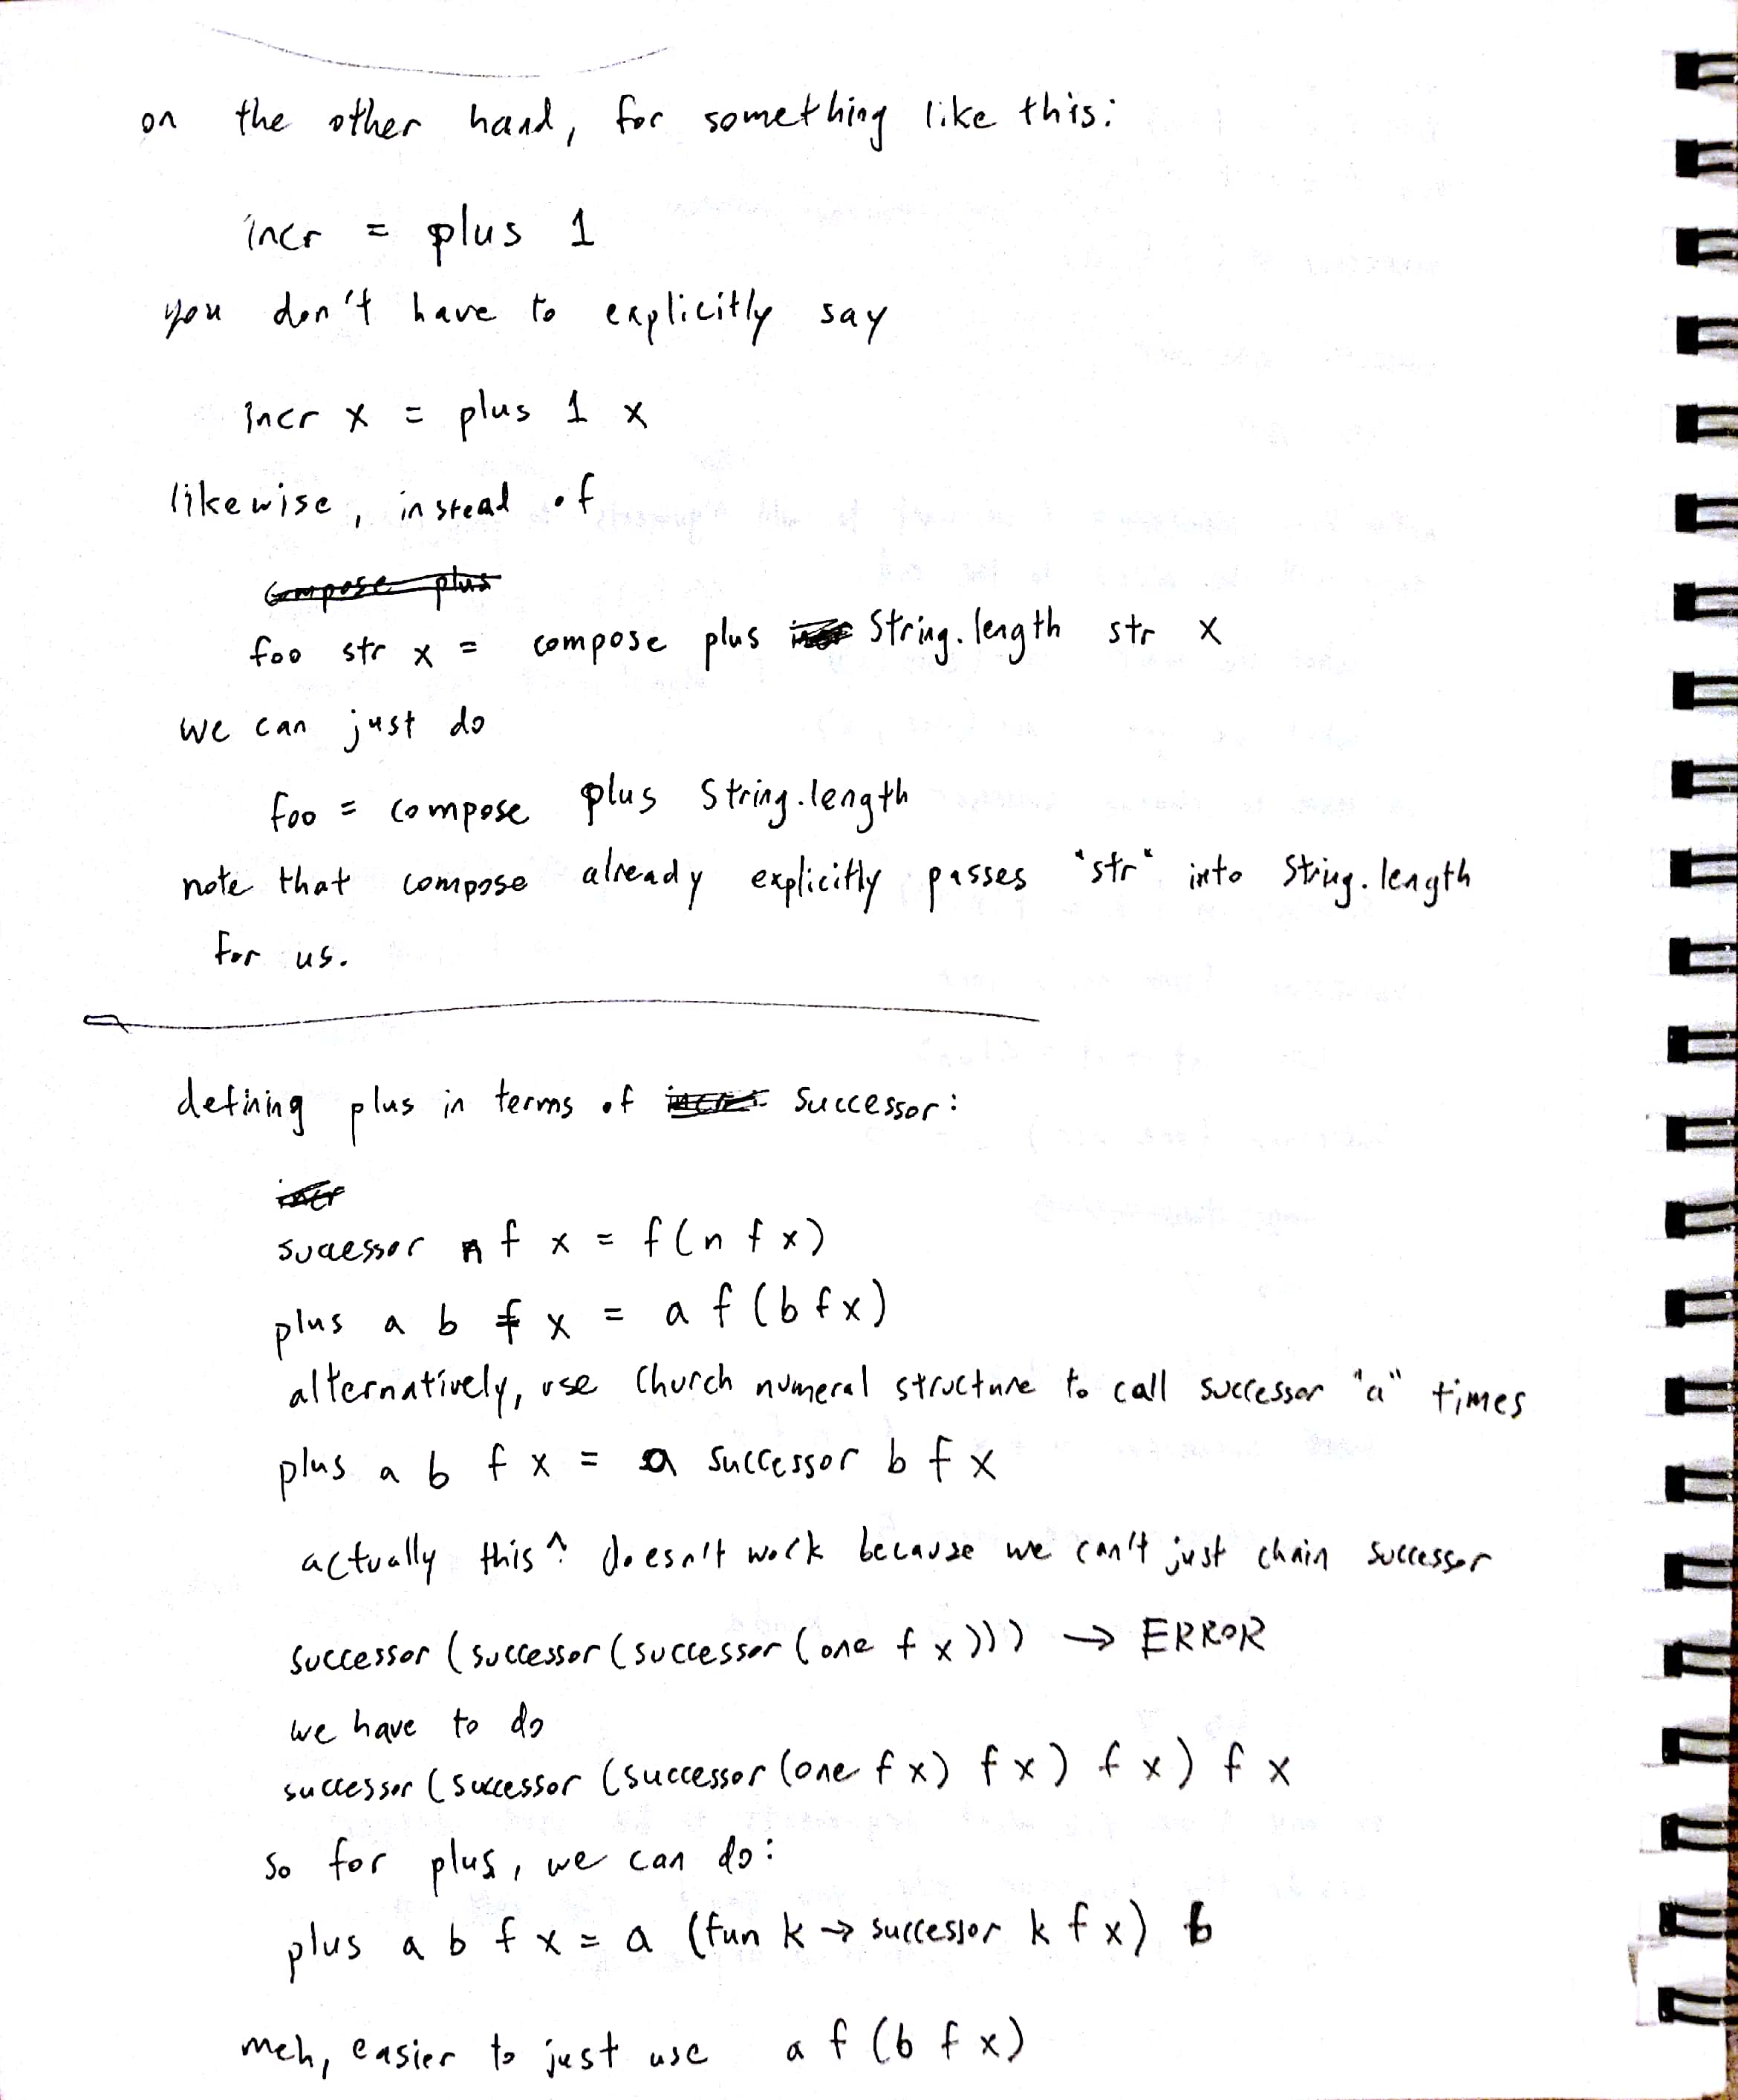 on the other hand, for something like this:
incr = plus 1
you don't have to explicitly say
incr x = plus 1 x
likewise, instead of
compose plus
foo str x = compose plus String.length str x
we can just do
foo = compose plus String.length
note that compose already explicitly passes "str" into String.length
for us.
defining plus in terms of successor:
incr
successor n f x = f(n f x)
plus a b f x = a f (b f x)
alternatively, use Church numeral structure to call successor "a" times
plus a b f x = a successor b f x
actually this ^ doesn't work because we can't just chain successor
successor (successor (successor (one f x))) → ERROR
we have to do
successor (successor (successor (one f x) f x) f x) f x
so for plus, we can do:
plus a b f x = a (fun k → successor k f x) b
meh, easier to just use a f (b f x)